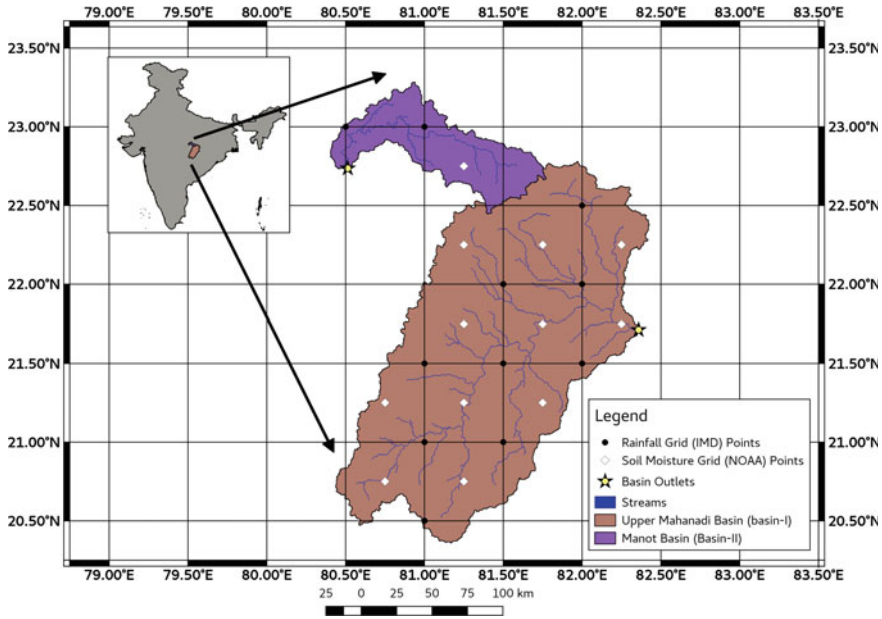 79.00°E 79.50°E 80.00°E 80.50°E 81.00°E 81.50°E 82.00°E 82.50°E 83.00°E 83.50°E
23.50°N 23.50°N
23.00°N 23.00°N
22.50°N 22.50°N
22.00°N 22.00°N
21.50°N 21.50°N
21.00°N 21.00°N
20.50°N 20.50°N
Legend
Rainfall Grid (IMD) Points
Soil Moisture Grid (NOAA) Points
Basin Outlets
Streams
Upper Mahanadi Basin (basin-I)
Manot Basin (Basin-II)
79.00°E 79.50°E 80.00°E 80.50°E 81.00°E 81.50°E 82.00°E 82.50°E 83.00°E 83.50°E
25 0 25 50 75 100 km